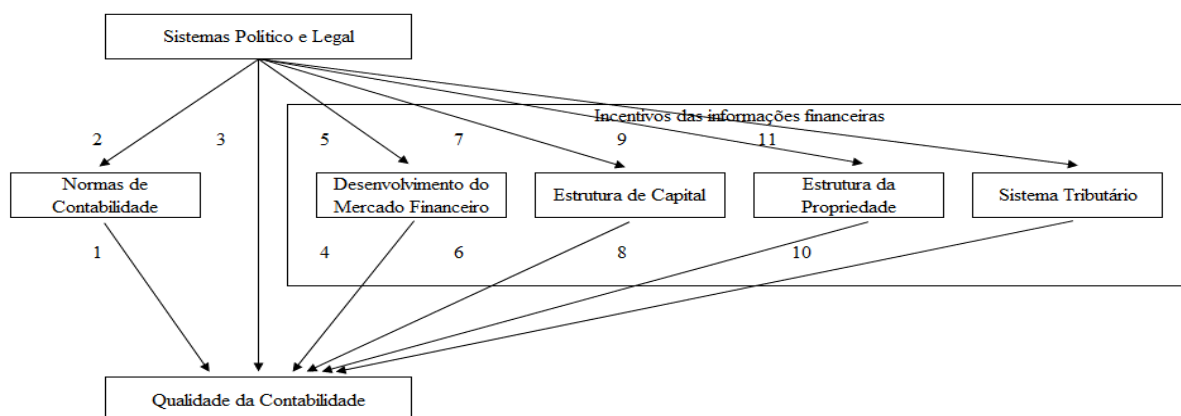 Sistemas Político e Legal
Incentivos das informações financeiras
2 3 5 7 9 11
Normas de
Contabilidade
Desenvolvimento do
Mercado Financeiro
Estrutura de Capital
Estrutura da
Propriedade
Sistema Tributário
1 4 6 8 10
Qualidade da Contabilidade